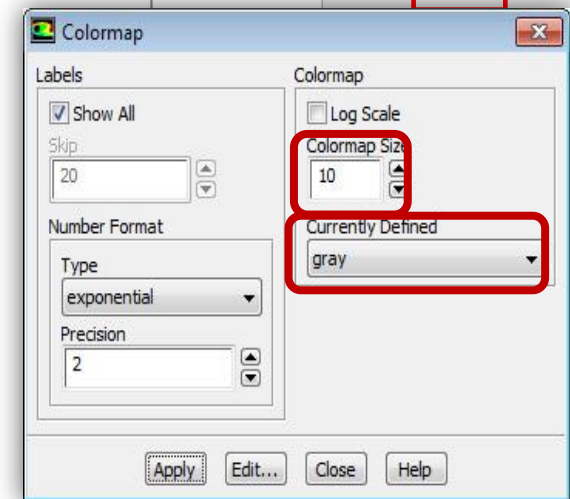 Colormap
Labels
Show All
Skip
20
Number Format
Type
exponential
Precision
2
Colormap
Log Scale
Colormap Size
10
Currently Defined
gray
Apply Edit... Close Help